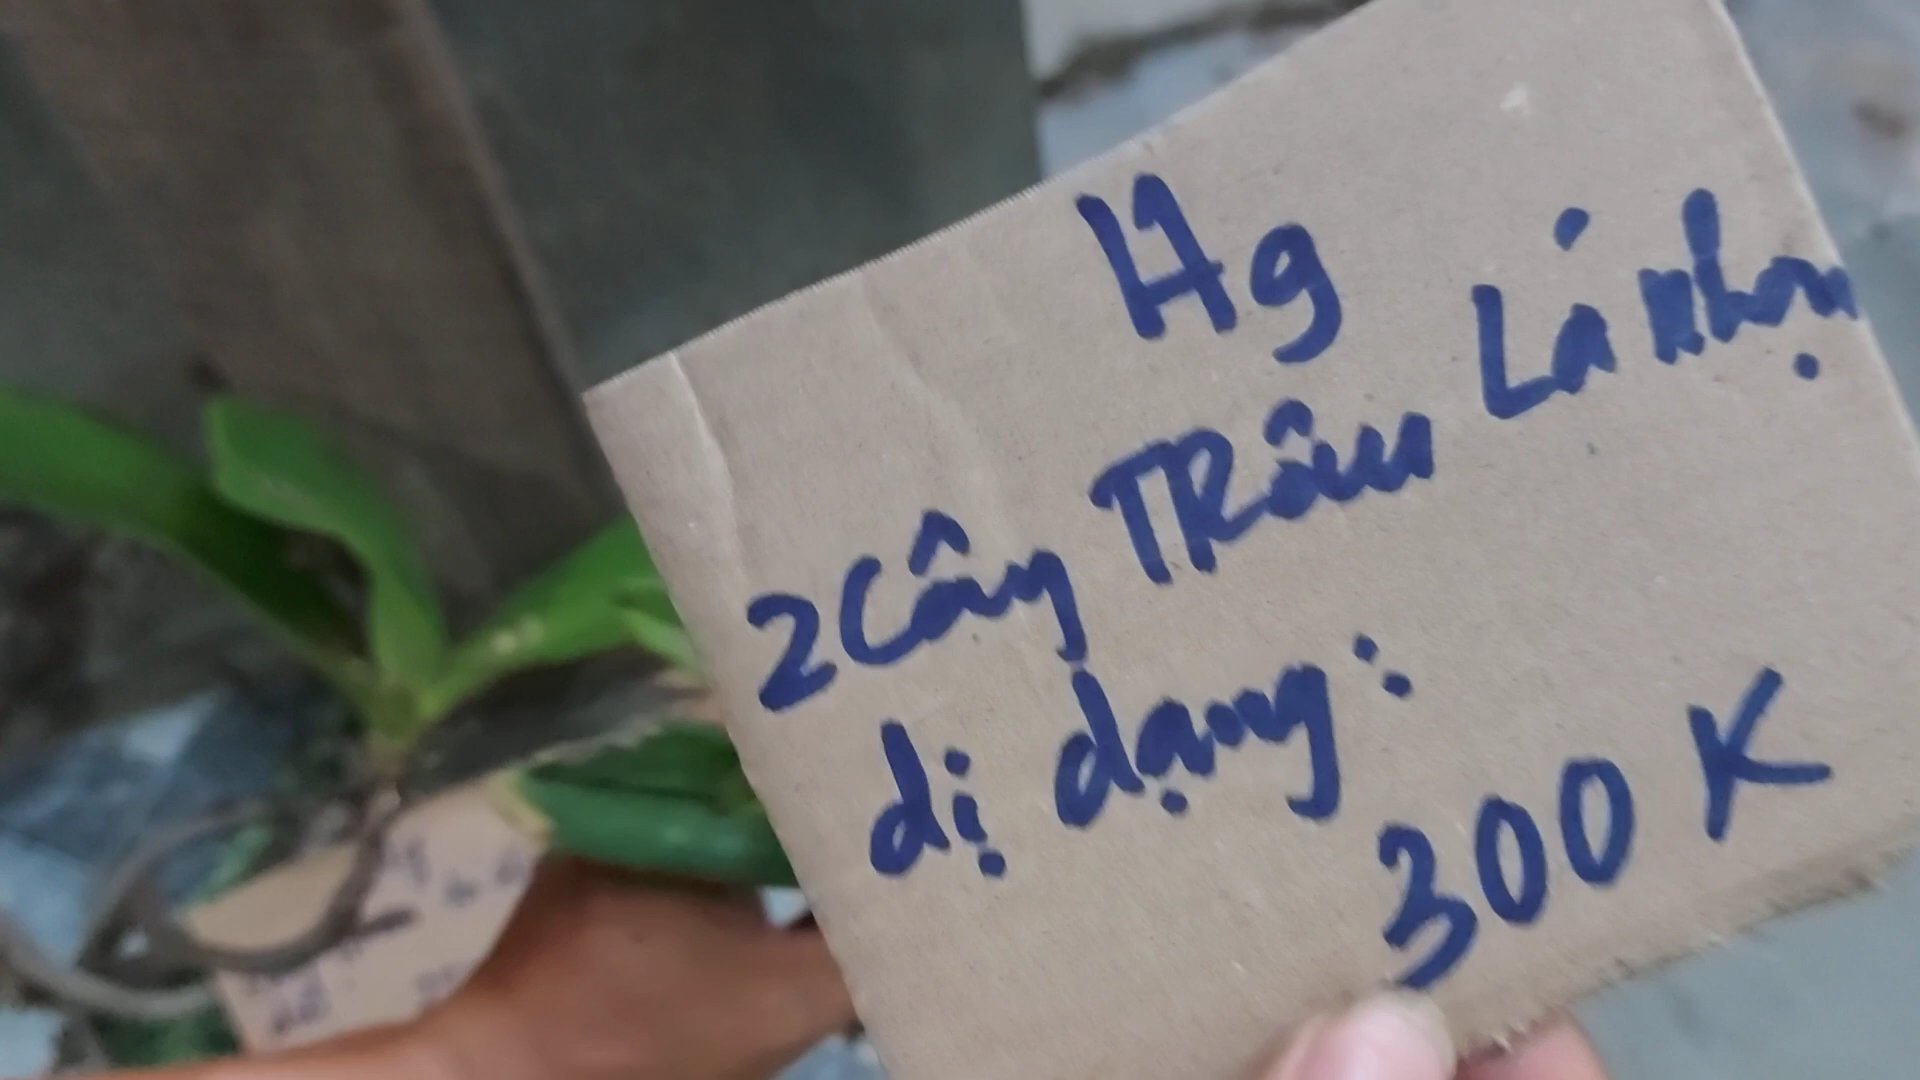 Hg
2 Cây TRâu Lá nhọn
dị dạng:
300 K